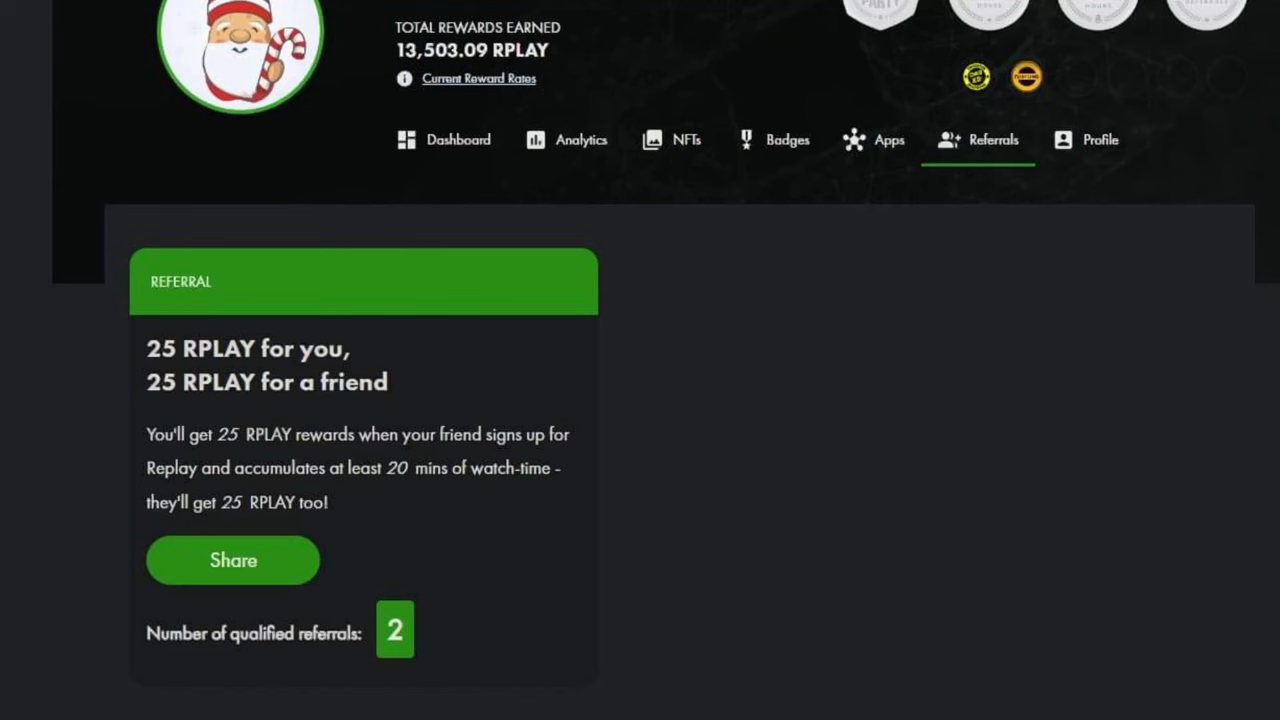 PARTY
TOTAL REWARDS EARNED
13,503.09 RPLAY
Current Reward Rates
Dashboard
Analytics
NFTs
Badges
Apps
Referrals
Profile
REFERRAL
25 RPLAY for you,
25 RPLAY for a friend
You'll get 25 RPLAY rewards when your friend signs up for
Replay and accumulates at least 20 mins of watch-time -
they'll get 25 RPLAY too!
Share
Number of qualified referrals: 2